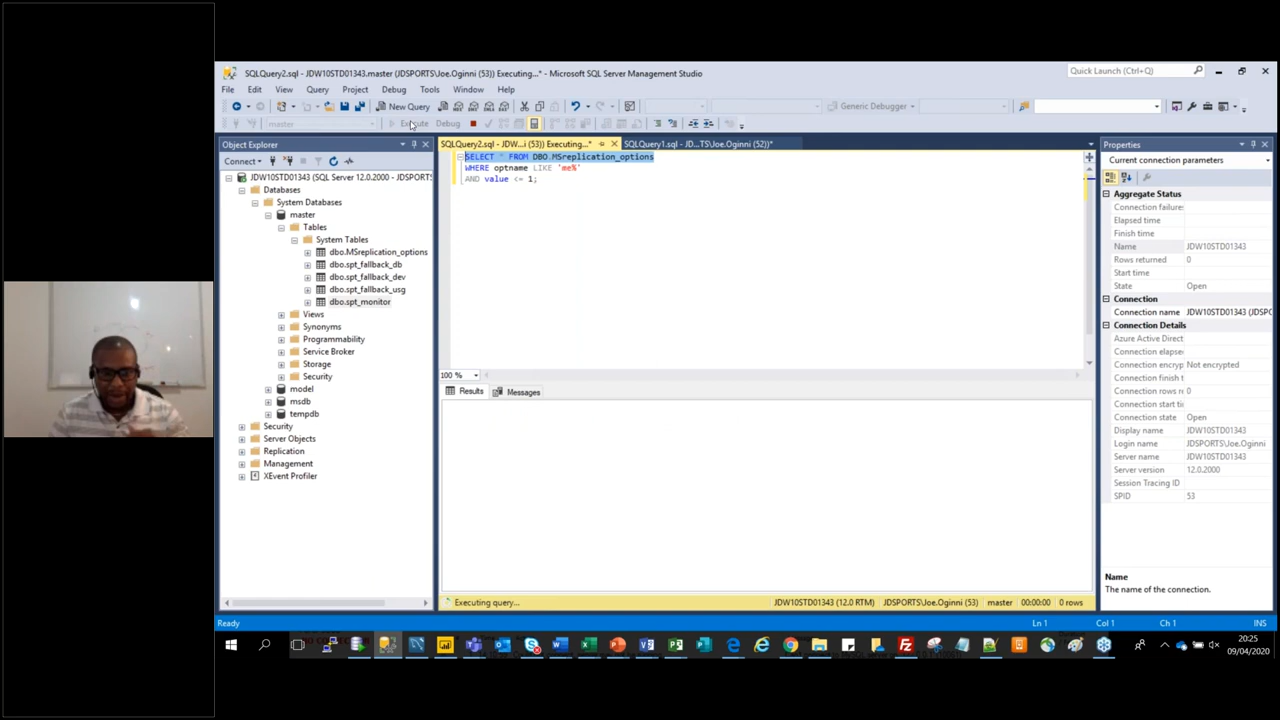 SQLQuery2.sql - JDW10STD01343.master (JDSPORTS\Joe.Oginni (53)) Executing...* - Microsoft SQL Server Management Studio
Quick Launch (Ctrl+Q)
File Edit View Query Project Debug Tools Window Help
New Query
Generic Debugger
master
Execute Debug
Object Explorer
Connect
JDW10STD01343 (SQL Server 12.0.2000 - JDSPORTS
Databases
System Databases
master
Tables
System Tables
dbo.MSreplication_options
dbo.spt_fallback_db
dbo.spt_fallback_dev
dbo.spt_fallback_usg
dbo.spt_monitor
Views
Synonyms
Programmability
Service Broker
Storage
Security
model
msdb
tempdb
Security
Server Objects
Replication
Management
XEvent Profiler
SQLQuery2.sql - JDW...i (53)) Executing...*
SQLQuery1.sql - JD...TS\Joe.Oginni (52))*
SELECT * FROM DBO.MSreplication_options
WHERE optname LIKE 'me%'
AND value <= 1;
100 %
Results
Messages
Executing query...
JDW10STD01343 (12.0 RTM)
JDSPORTS\Joe.Oginni (53)
master
00:00:00
0 rows
Properties
Current connection parameters
Aggregate Status
Connection failures
Elapsed time
Finish time
Name JDW10STD01343
Rows returned 0
Start time
State Open
Connection
Connection name JDW10STD01343 (JDSPO
Connection Details
Azure Active Direct
Connection elapse
Connection encryp Not encrypted
Connection finish t
Connection rows r 0
Connection start ti
Connection state Open
Display name JDW10STD01343
Login name JDSPORTS\Joe.Oginni
Server name JDW10STD01343
Server version 12.0.2000
Session Tracing ID
SPID 53
Name
The name of the connection.
Ready
Ln 1
Col 1
Ch 1
INS
20:25
09/04/2020